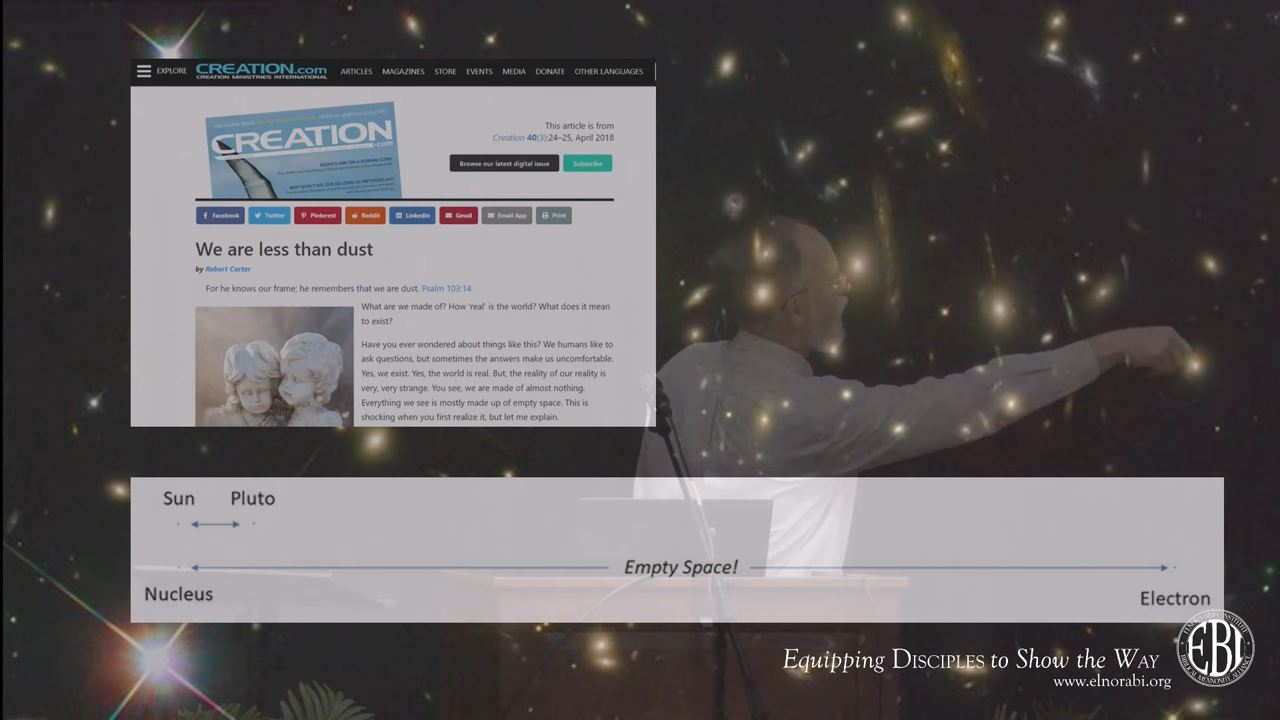 EXPLORE CREATION.com ARTICLES MAGAZINES STORE EVENTS MEDIA DONATE OTHER LANGUAGES
CREATION MINISTRIES INTERNATIONAL
CREATION
.com
This article is from
Creation 40(3):24–25, April 2018
Browse our latest digital issue Subscribe
Facebook Twitter Pinterest Reddit LinkedIn Gmail Email App Print
We are less than dust
by Robert Carter
For he knows our frame; he remembers that we are dust. Psalm 103:14
What are we made of? How 'real' is the world? What does it mean
to exist?
Have you ever wondered about things like this? We humans like to
ask questions, but sometimes the answers make us uncomfortable.
Yes, we exist. Yes, the world is real. But, the reality of our reality is
very, very strange. You see, we are made of almost nothing.
Everything we see is mostly made up of empty space. This is
shocking when you first realize it, but let me explain.
Sun Pluto
Empty Space!
Nucleus Electron
EBI
Equipping DISCIPLES to Show the WAY
www.elnorabi.org